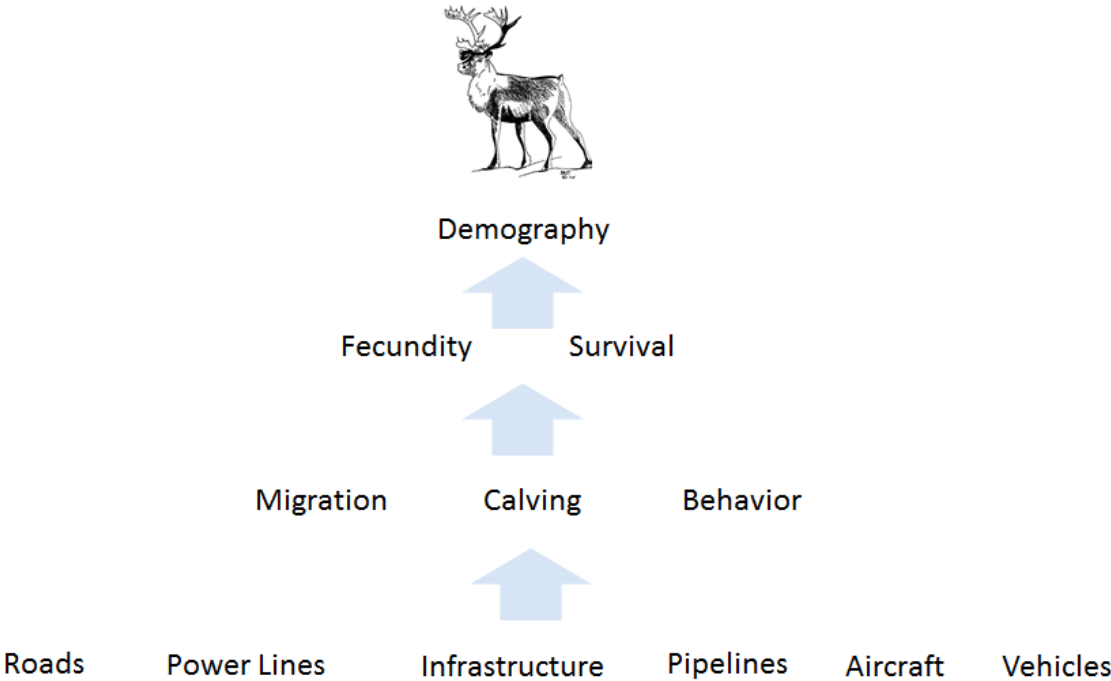 Demography
Fecundity Survival
Migration Calving Behavior
Roads Power Lines Infrastructure Pipelines Aircraft Vehicles